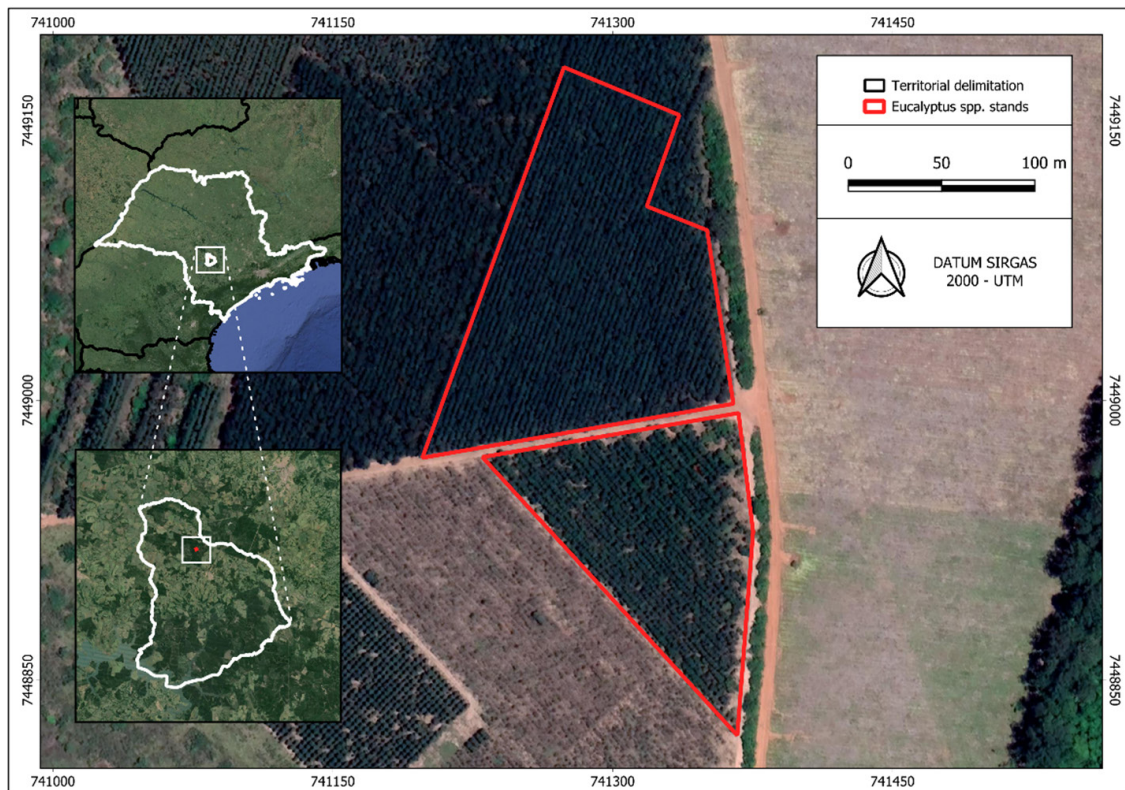 741000 741150 741300 741450
7449150
7449150
Territorial delimitation
Eucalyptus spp. stands
0 50 100 m
DATUM SIRGAS
2000 - UTM
7449000
7449000
7448850
7448850
741000 741150 741300 741450